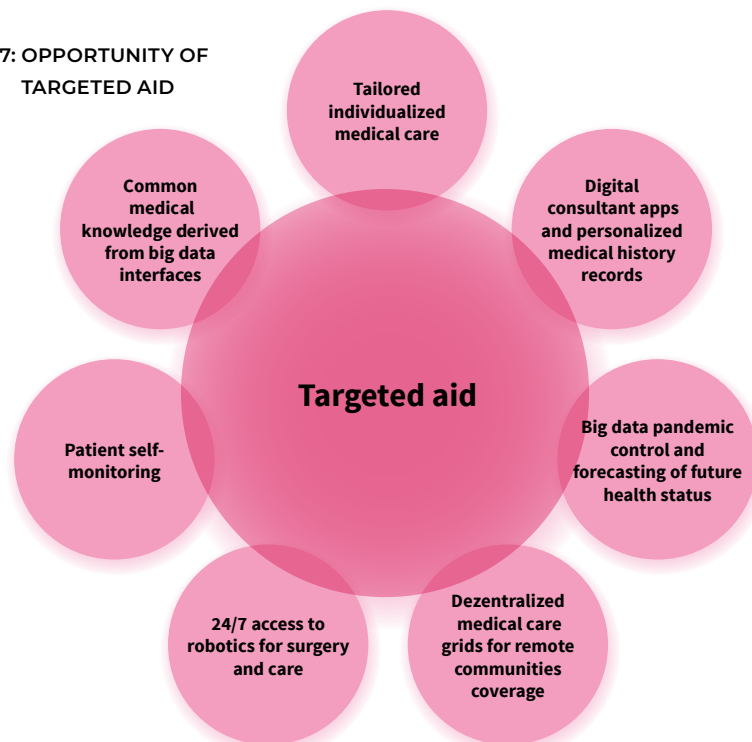 7: OPPORTUNITY OF
TARGETED AID
Tailored
individualized
medical care
Common
medical
knowledge derived
from big data
interfaces
Digital
consultant apps
and personalized
medical history
records
Targeted aid
Patient self-
monitoring
Big data pandemic
control and
forecasting of future
health status
24/7 access to
robotics for surgery
and care
Dezentralized
medical care
grids for remote
communities
coverage